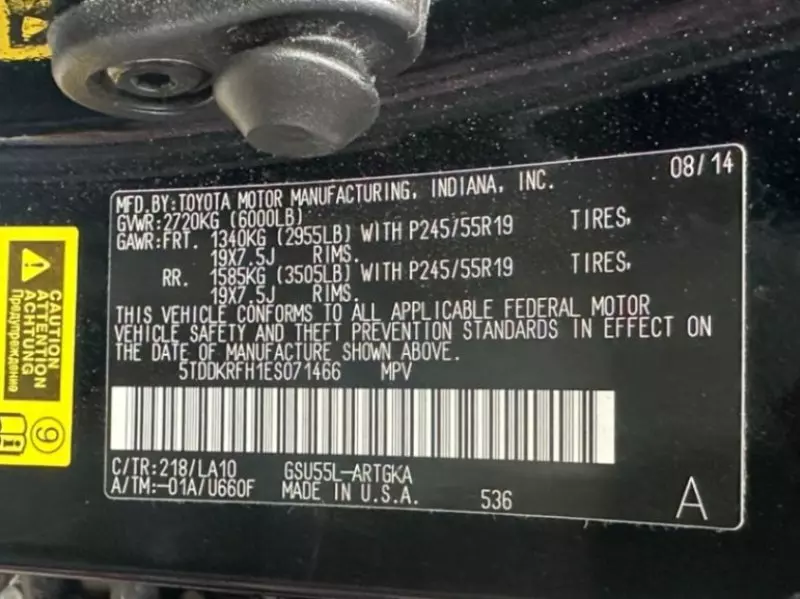 08/14
MFD.BY:TOYOTA MOTOR MANUFACTURING, INDIANA, INC.
GVWR:2720KG (6000LB)
GAWR:FRT. 1340KG (2955LB) WITH P245/55R19 TIRES,
19X7.5J RIMS.
RR. 1585KG (3505LB) WITH P245/55R19 TIRES,
19X7.5J RIMS.
THIS VEHICLE CONFORMS TO ALL APPLICABLE FEDERAL MOTOR
VEHICLE SAFETY AND THEFT PREVENTION STANDARDS IN EFFECT ON
THE DATE OF MANUFACTURE SHOWN ABOVE.
5TDDKRFH1ES071466 MPV
C/TR:218/LA10 GSU55L-ARTGKA
A/TM:-01A/U660F MADE IN U.S.A. 536 A
CAUTION
ATTENTION
ACHTUNG
Предупреждение
9